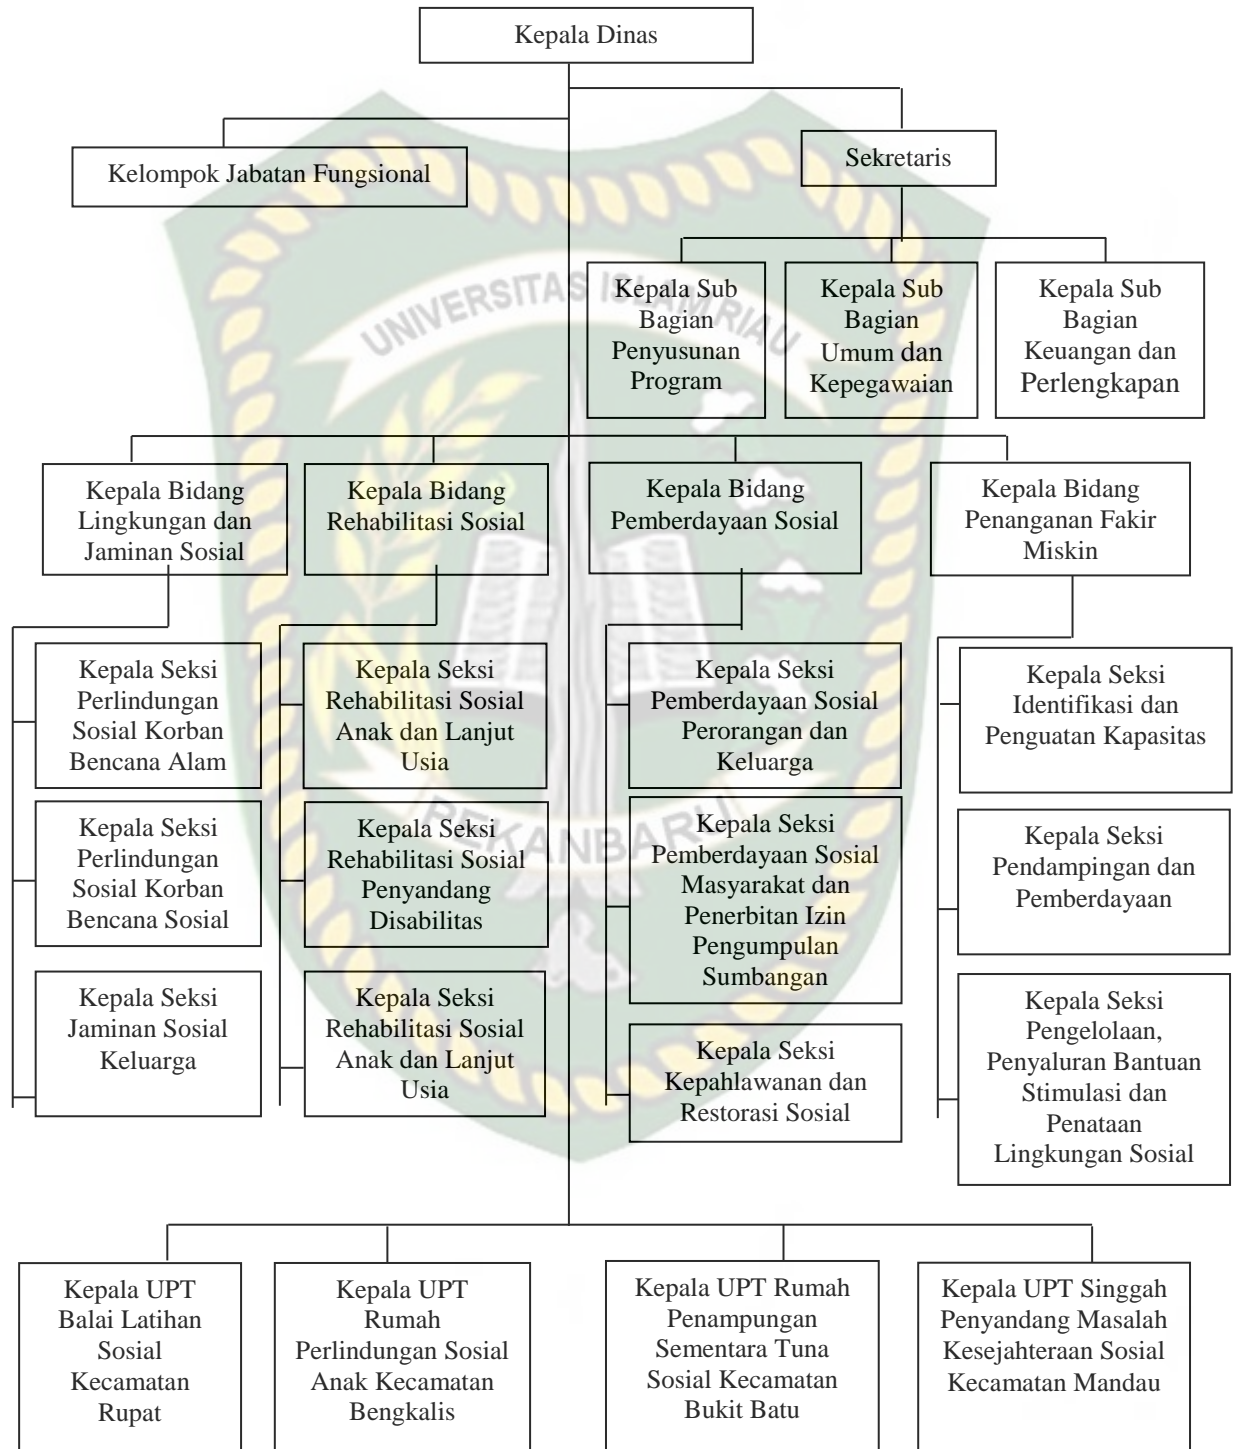 Kepala Dinas
Kelompok Jabatan Fungsional
Sekretaris
UNIVERSITAS ISLAM RIAU
Kepala Sub
Bagian
Penyusunan
Program
Kepala Sub
Bagian
Umum dan
Kepegawaian
Kepala Sub
Bagian
Keuangan dan
Perlengkapan
Kepala Bidang
Lingkungan dan
Jaminan Sosial
Kepala Bidang
Rehabilitasi Sosial
Kepala Bidang
Pemberdayaan Sosial
Kepala Bidang
Penanganan Fakir
Miskin
Kepala Seksi
Perlindungan
Sosial Korban
Bencana Alam
Kepala Seksi
Rehabilitasi Sosial
Anak dan Lanjut
Usia
Kepala Seksi
Pemberdayaan Sosial
Perorangan dan
Keluarga
Kepala Seksi
Identifikasi dan
Penguatan Kapasitas
PEKANBARU
Kepala Seksi
Perlindungan
Sosial Korban
Bencana Sosial
Kepala Seksi
Rehabilitasi Sosial
Penyandang
Disabilitas
Kepala Seksi
Pemberdayaan Sosial
Masyarakat dan
Penerbitan Izin
Pengumpulan
Sumbangan
Kepala Seksi
Pendampingan dan
Pemberdayaan
Kepala Seksi
Jaminan Sosial
Keluarga
Kepala Seksi
Rehabilitasi Sosial
Anak dan Lanjut
Usia
Kepala Seksi
Kepahlawanan dan
Restorasi Sosial
Kepala Seksi
Pengelolaan,
Penyaluran Bantuan
Stimulasi dan
Penataan
Lingkungan Sosial
Kepala UPT
Balai Latihan
Sosial
Kecamatan
Rupat
Kepala UPT
Rumah
Perlindungan Sosial
Anak Kecamatan
Bengkalis
Kepala UPT Rumah
Penampungan
Sementara Tuna
Sosial Kecamatan
Bukit Batu
Kepala UPT Singgah
Penyandang Masalah
Kesejahteraan Sosial
Kecamatan Mandau